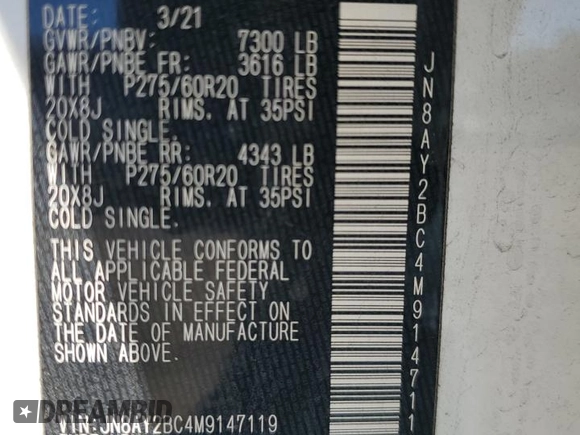 DATE: 3/21
GVWR/PNBV: 7300 LB
GAWR/PNBE FR: 3616 LB
WITH P275/60R20 TIRES
20X8J RIMS. AT 35PSI
COLD SINGLE.
GAWR/PNBE RR: 4343 LB
WITH P275/60R20 TIRES
20X8J RIMS. AT 35PSI
COLD SINGLE.
THIS VEHICLE CONFORMS TO
ALL APPLICABLE FEDERAL
MOTOR VEHICLE SAFETY
STANDARDS IN EFFECT ON
THE DATE OF MANUFACTURE
SHOWN ABOVE.
VIN:JN8AY2BC4M9147119
JN8AY2BC4M914711
RIDERBID